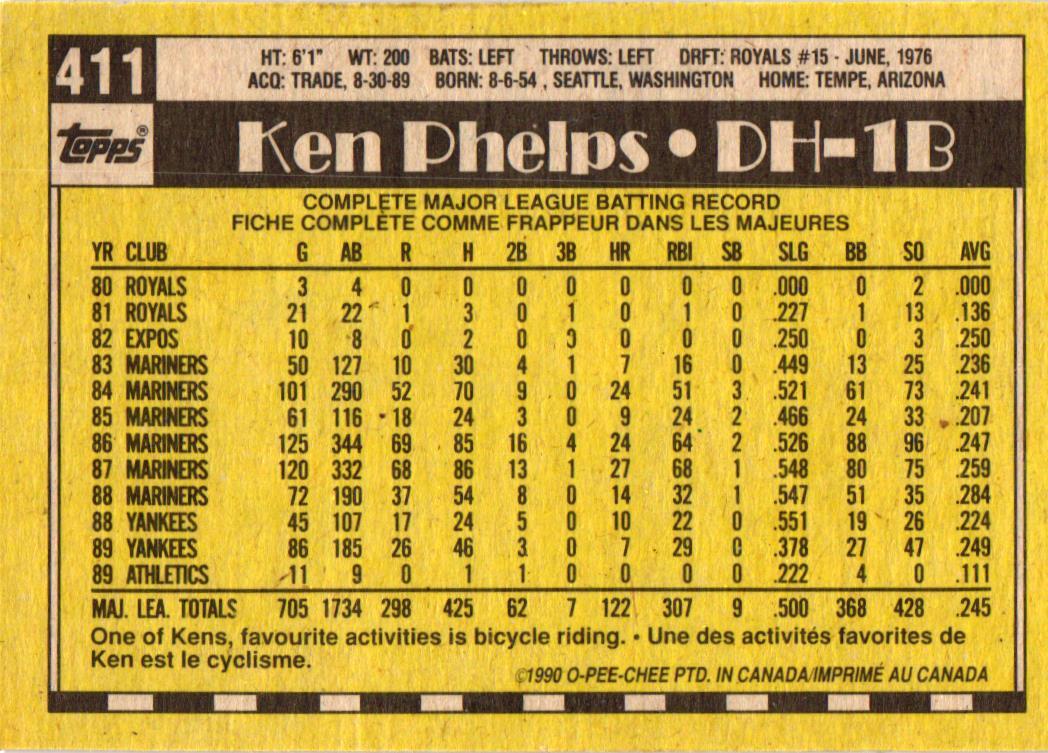 411
HT: 6'1" WT: 200 BATS: LEFT THROWS: LEFT DRFT: ROYALS #15 - JUNE, 1976
ACQ: TRADE, 8-30-89 BORN: 8-6-54 , SEATTLE, WASHINGTON HOME: TEMPE, ARIZONA
topps®
Ken Phelps • DH-1B
COMPLETE MAJOR LEAGUE BATTING RECORD
FICHE COMPLÈTE COMME FRAPPEUR DANS LES MAJEURES
YR CLUB G AB R H 2B 3B HR RBI SB SLG BB SO AVG
80 ROYALS 3 4 0 0 0 0 0 0 0 .000 0 2 .000
81 ROYALS 21 22 1 3 0 1 0 1 0 .227 1 13 .136
82 EXPOS 10 8 0 2 0 0 0 0 0 .250 0 3 .250
83 MARINERS 50 127 10 30 4 1 7 16 0 .449 13 25 .236
84 MARINERS 101 290 52 70 9 0 24 51 3 .521 61 73 .241
85 MARINERS 61 116 18 24 3 0 9 24 2 .466 24 33 .207
86 MARINERS 125 344 69 85 16 4 24 64 2 .526 88 96 .247
87 MARINERS 120 332 68 86 13 1 27 68 1 .548 80 75 .259
88 MARINERS 72 190 37 54 8 0 14 32 1 .547 51 35 .284
88 YANKEES 45 107 17 24 5 0 10 22 0 .551 19 26 .224
89 YANKEES 86 185 26 46 3 0 7 29 0 .378 27 47 .249
89 ATHLETICS 11 9 0 1 1 0 0 0 0 .222 4 0 .111
MAJ. LEA. TOTALS 705 1734 298 425 62 7 122 307 9 .500 368 428 .245
One of Kens, favourite activities is bicycle riding. • Une des activités favorites de
Ken est le cyclisme.
©1990 O-PEE-CHEE PTD. IN CANADA/IMPRIMÉ AU CANADA